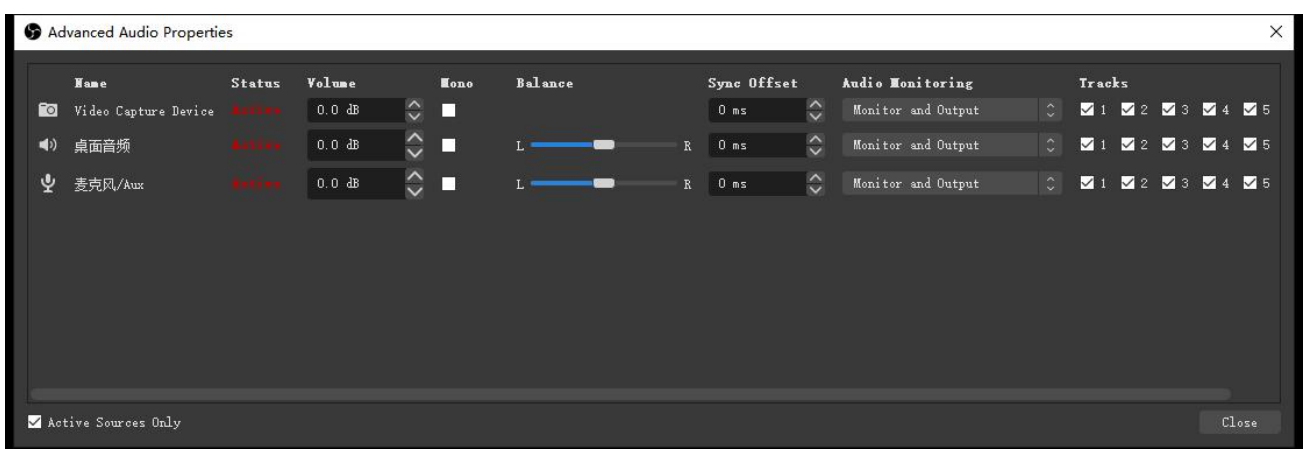 Advanced Audio Properties
Name Status Volume Mono Balance Sync Offset Audio Monitoring Tracks
Video Capture Device Active 0.0 dB 0 ms Monitor and Output 1 2 3 4 5
桌面音频 Active 0.0 dB L R 0 ms Monitor and Output 1 2 3 4 5
麦克风/Aux Active 0.0 dB L R 0 ms Monitor and Output 1 2 3 4 5
Active Sources Only Close